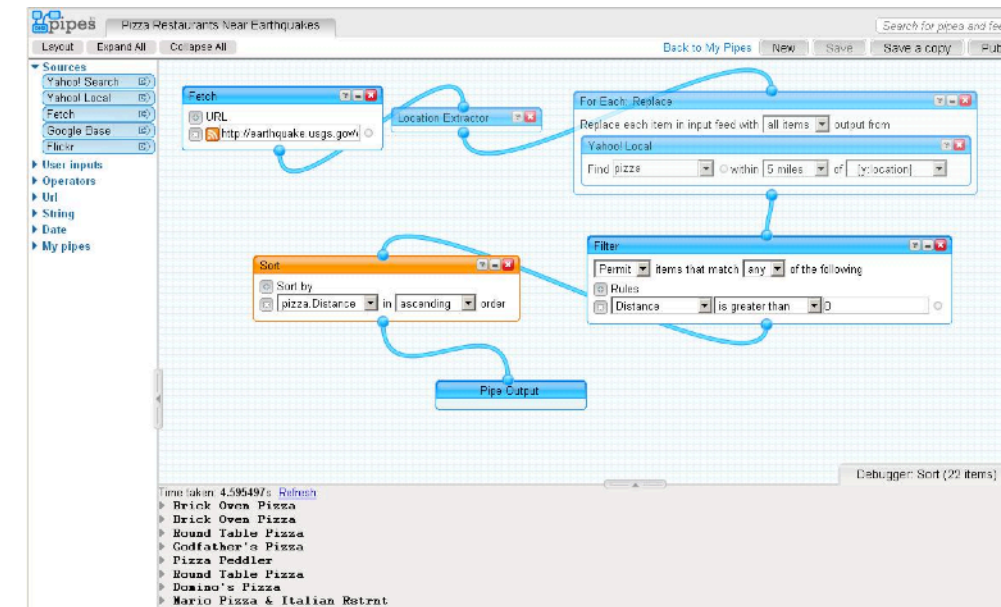 pipes Pizza Restaurants Near Earthquakes Search for pipes and fee
Layout Expand All Collapse All Back to My Pipes New Save Save a copy Pub
Sources
Yahoo! Search
Yahoo! Local
Fetch
Google Base
Flickr
User inputs
Operators
Url
String
Date
My pipes
Fetch
URL
http://earthquake.usgs.gov/
Location Extractor
For Each: Replace
Replace each item in input feed with all items output from
Yahoo! Local
Find pizza within 5 miles of [y:location]
Filter
Permit items that match any of the following
Rules
Distance is greater than 0
Sort
Sort by
pizza.Distance in ascending order
Pipe Output
Debugger: Sort (22 items)
Time taken: 4.595497s Refresh
Brick Oven Pizza
Brick Oven Pizza
Round Table Pizza
Godfather's Pizza
Pizza Peddler
Round Table Pizza
Domino's Pizza
Mario Pizza & Italian Rstrnt